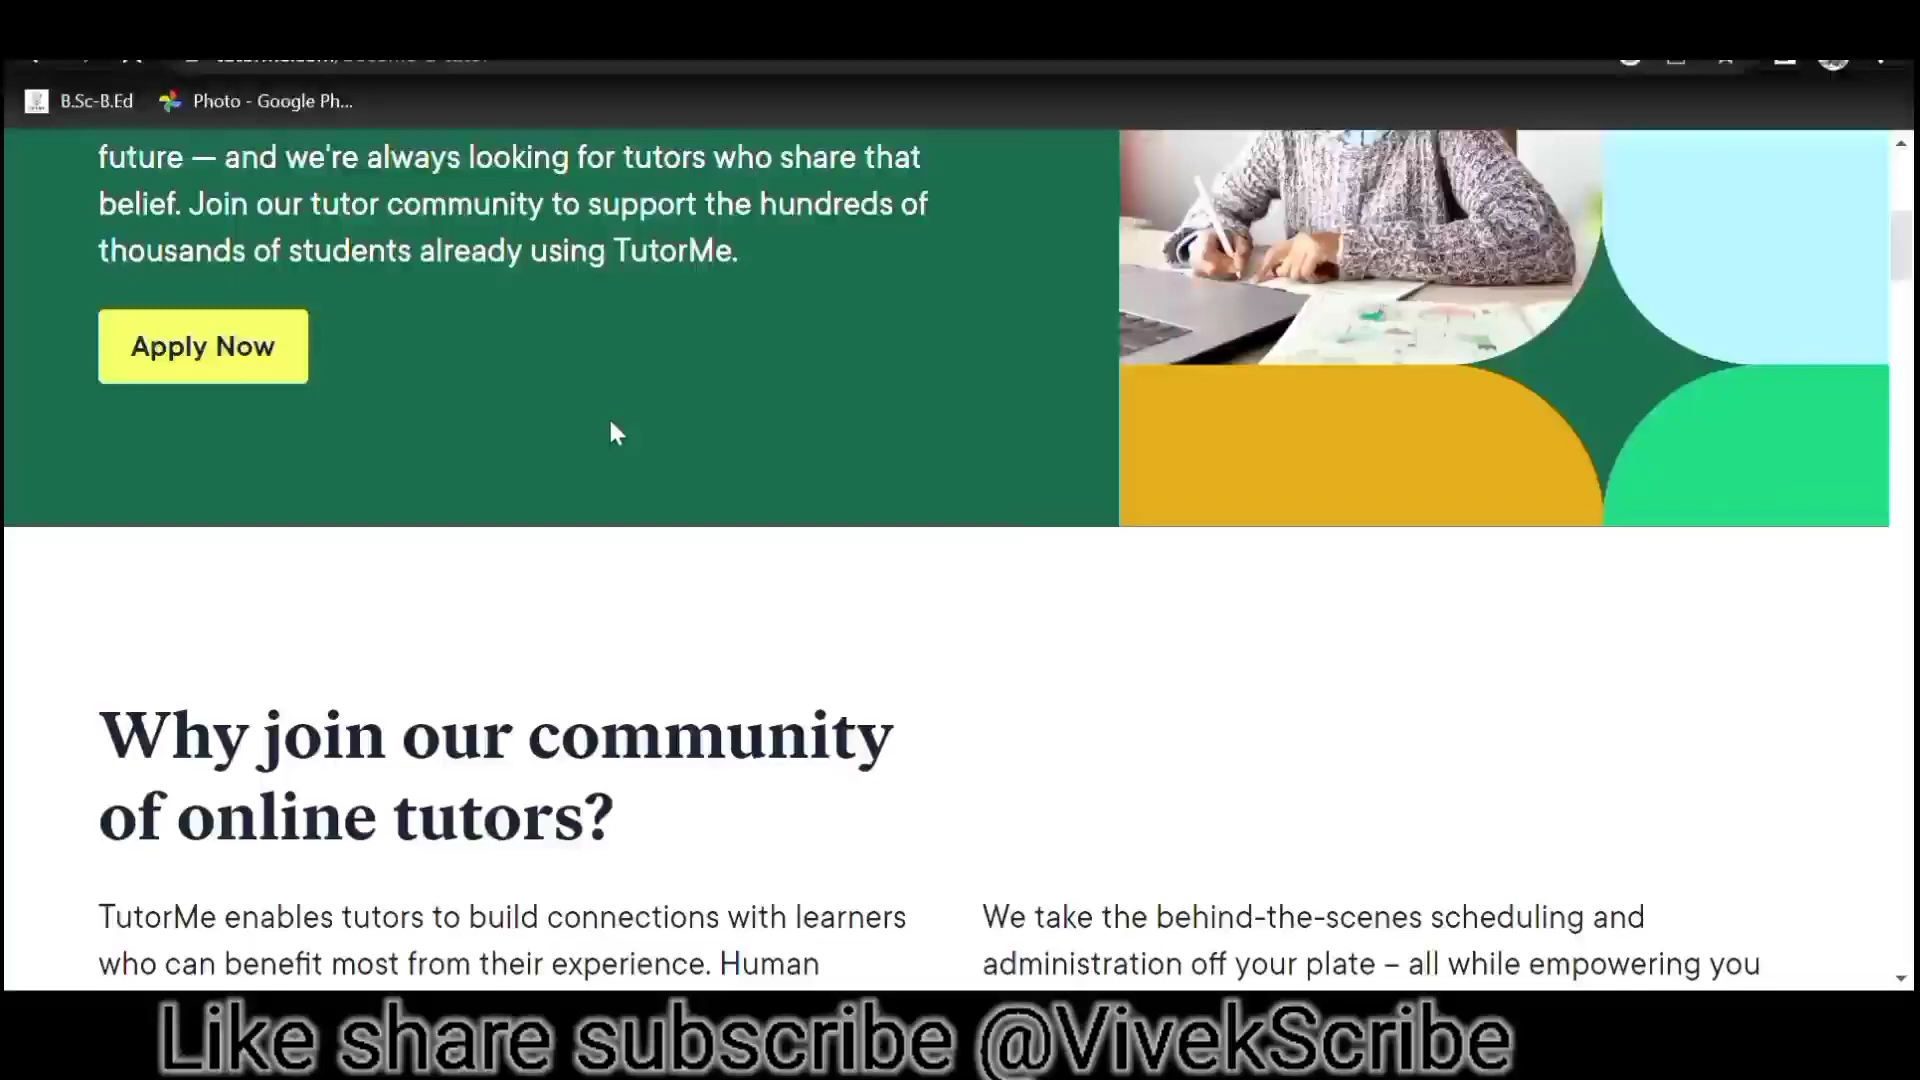 B.Sc-B.Ed
Photo - Google Ph...
future — and we're always looking for tutors who share that
belief. Join our tutor community to support the hundreds of
thousands of students already using TutorMe.
Apply Now
Why join our community
of online tutors?
TutorMe enables tutors to build connections with learners
who can benefit most from their experience. Human
We take the behind-the-scenes scheduling and
administration off your plate – all while empowering you
Like share subscribe @VivekScribe